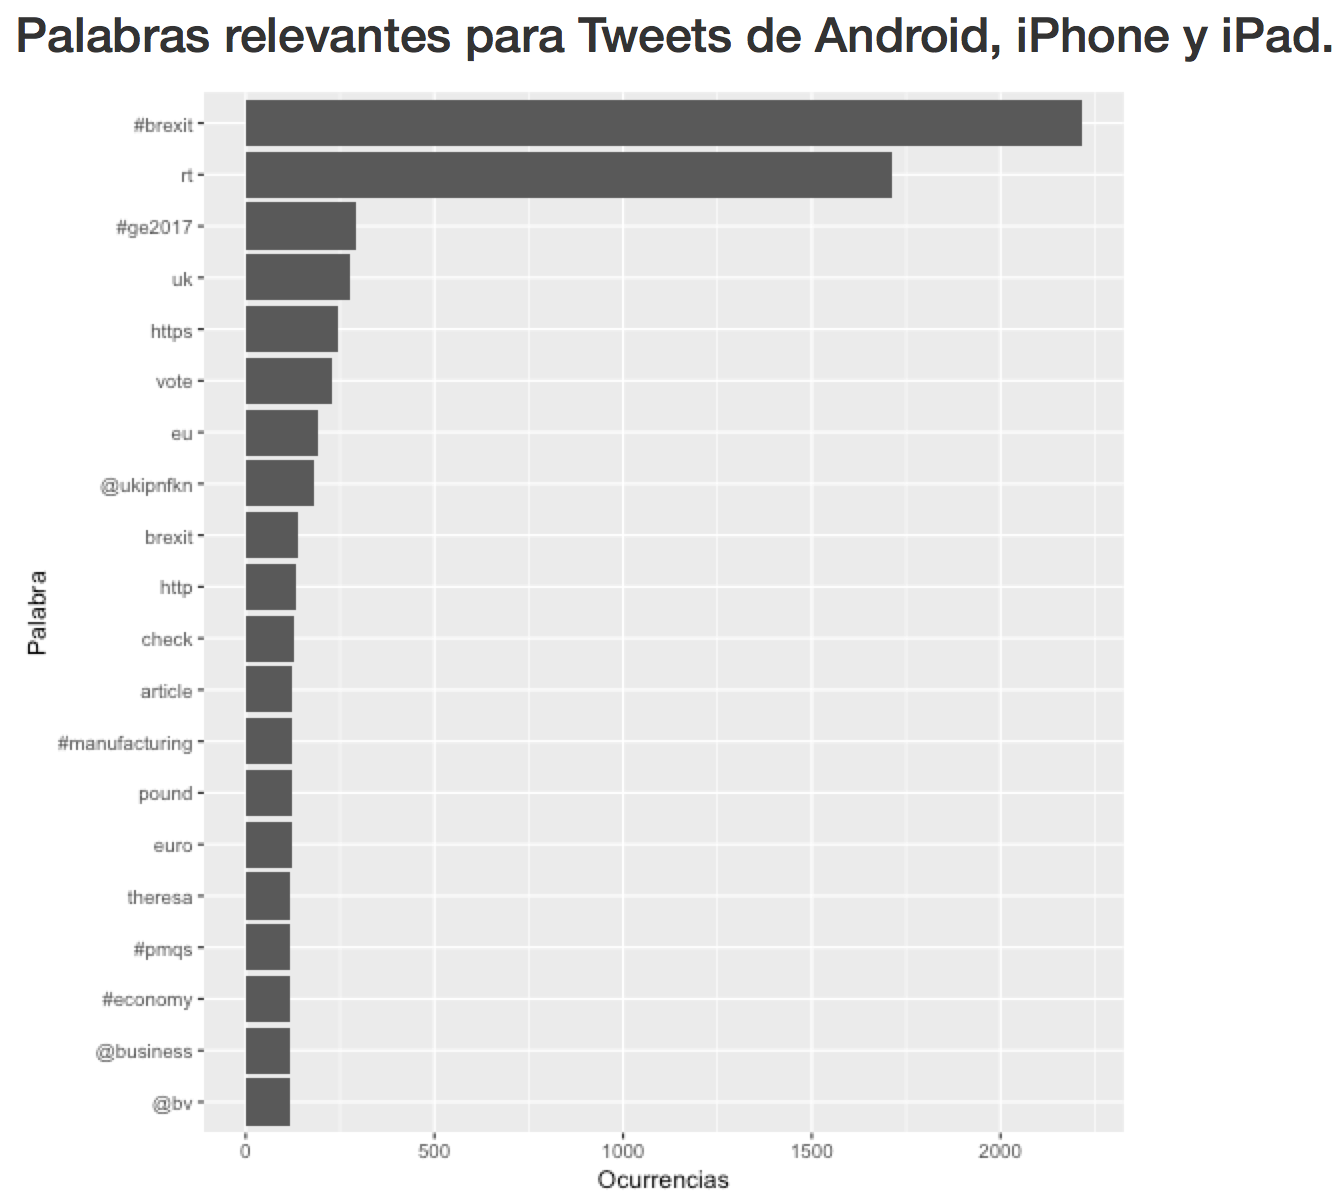 Palabras relevantes para Tweets de Android, iPhone y iPad.
#brexit
rt
#ge2017
uk
https
vote
eu
@ukipnfkn
brexit
http
check
article
#manufacturing
pound
euro
theresa
#pmqs
#economy
@business
@bv
Palabra
0 500 1000 1500 2000
Ocurrencias